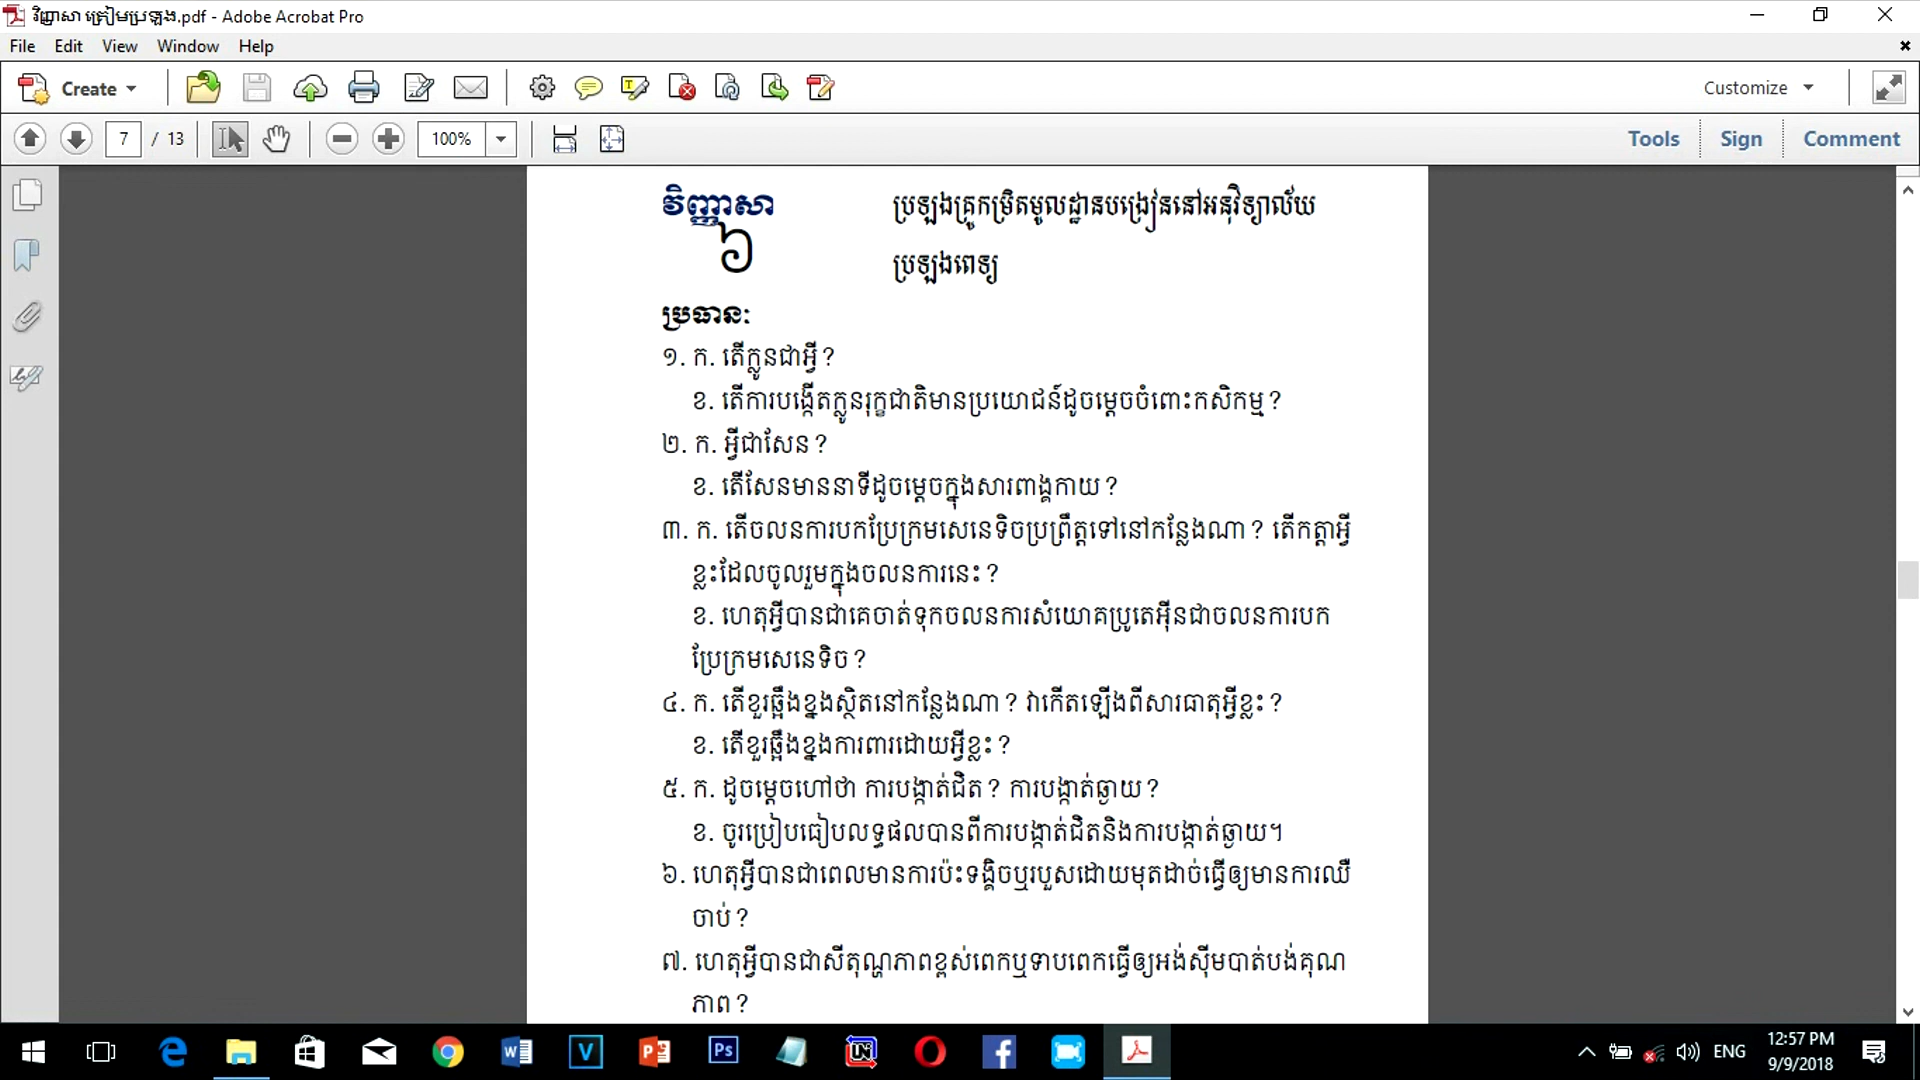 វិញ្ញាសា ត្រៀមប្រឡង.pdf - Adobe Acrobat Pro
File Edit View Window Help
Create Customize
7 / 13 100% Tools Sign Comment
វិញ្ញាសា ប្រឡងគ្រូកម្រិតមូលដ្ឋានបង្រៀននៅអនុវិទ្យាល័យ
៦
ប្រឡងពេទ្យ
ប្រធានៈ
១. ក. តើក្លូនជាអ្វី?
ខ. តើការបង្កើតក្លូនរុក្ខជាតិមានប្រយោជន៍ដូចម្ដេចចំពោះកសិកម្ម?
២. ក. អ្វីជាសែន?
ខ. តើសែនមាននាទីដូចម្ដេចក្នុងសារពាង្គកាយ?
៣. ក. តើចលនការបកប្រែក្រមសេនេទិចប្រព្រឹត្តទៅនៅកន្លែងណា? តើកត្តាអ្វី
ខ្លះដែលចូលរួមក្នុងចលនការនេះ?
ខ. ហេតុអ្វីបានជាគេចាត់ទុកចលនការសំយោគប្រូតេអ៊ីនជាចលនការបក
ប្រែក្រមសេនេទិច?
៤. ក. តើខួរឆ្អឹងខ្នងស្ថិតនៅកន្លែងណា? វាកើតឡើងពីសារធាតុអ្វីខ្លះ?
ខ. តើខួរឆ្អឹងខ្នងការពារដោយអ្វីខ្លះ?
៥. ក. ដូចម្ដេចហៅថា ការបង្កាត់ជិត? ការបង្កាត់ឆ្ងាយ?
ខ. ចូរប្រៀបធៀបលទ្ធផលបានពីការបង្កាត់ជិតនិងការបង្កាត់ឆ្ងាយ។
៦. ហេតុអ្វីបានជាពេលមានការប៉ះទង្គិចឬរបួសដោយមុតដាច់ធ្វើឲ្យមានការឈឺ
ចាប់?
៧. ហេតុអ្វីបានជាសីតុណ្ហភាពខ្ពស់ពេកឬទាបពេកធ្វើឲ្យអង់ស៊ីមបាត់បង់គុណ
ភាព?
ENG 12:57 PM
9/9/2018